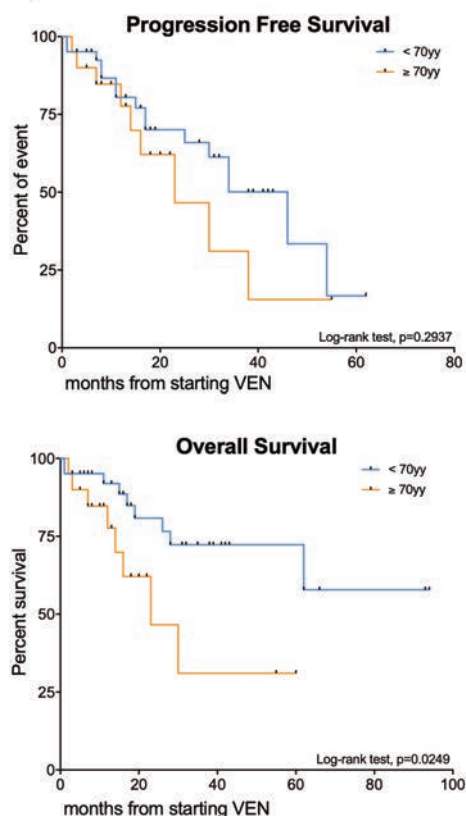 Progression Free Survival
< 70yy
≥ 70yy
Percent of event
100
75
50
25
0
0 20 40 60 80
Log-rank test, p=0.2937
months from starting VEN
Overall Survival
< 70yy
≥ 70yy
Percent survival
100
75
50
25
0
0 20 40 60 80 100
Log-rank test, p=0.0249
months from starting VEN